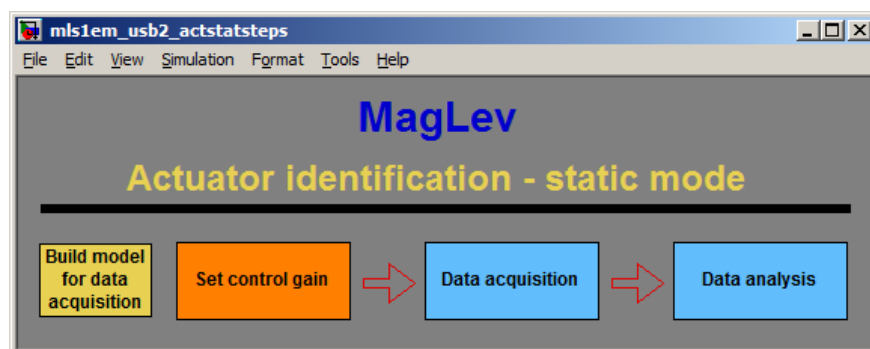 mls1em_usb2_actstatsteps
File Edit View Simulation Format Tools Help
MagLev
Actuator identification - static mode
Build model
for data
acquisition
Set control gain
Data acquisition
Data analysis